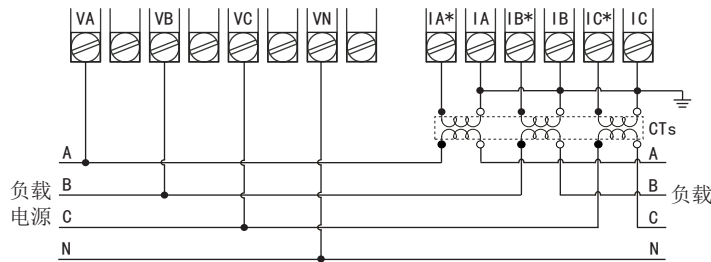 VA VB VC VN IA* IA IB* IB IC* IC
CTs
A A
负载 B B 负载
电源 C C
N N